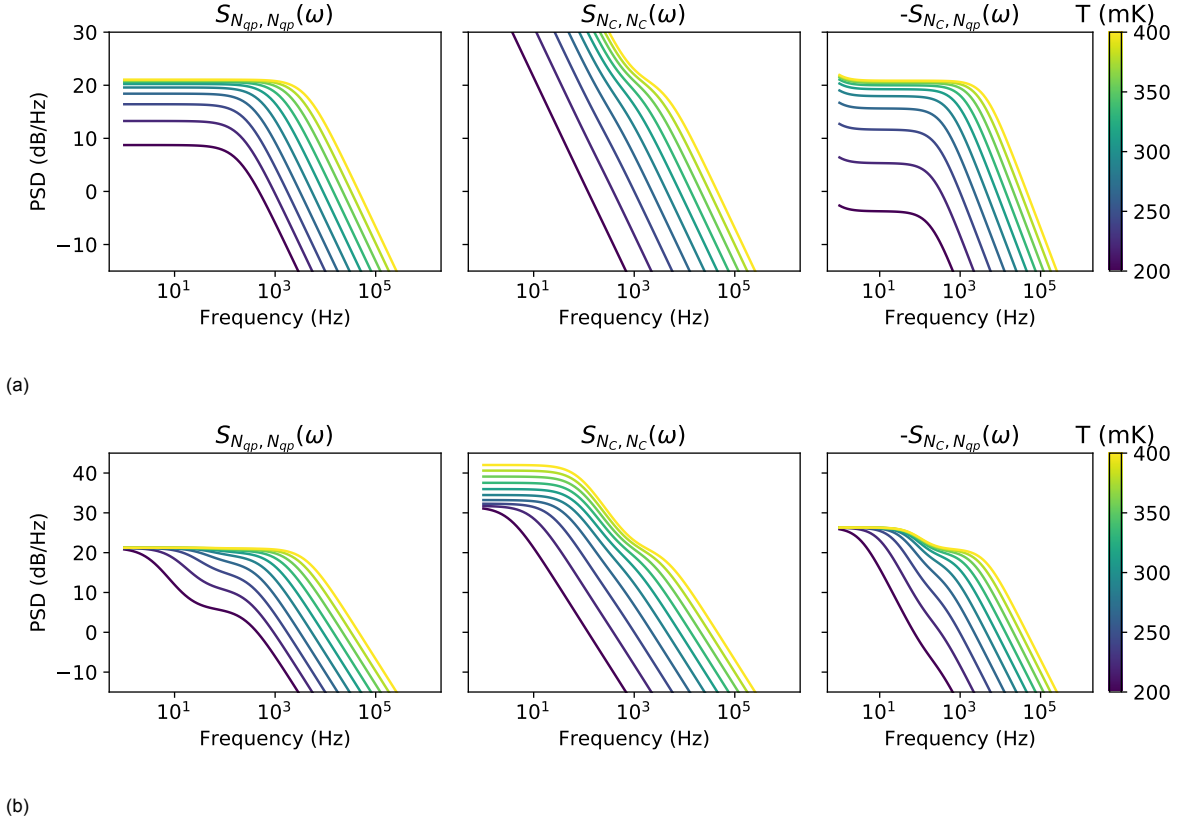 S_{N_{qp}, N_{qp}}(ω) S_{N_C, N_C}(ω) -S_{N_C, N_{qp}}(ω) T (mK)
30 400
20 350
10 300
0 250
−10 200
PSD (dB/Hz)
10^1 10^3 10^5 10^1 10^3 10^5 10^1 10^3 10^5
Frequency (Hz) Frequency (Hz) Frequency (Hz)
(a)
S_{N_{qp}, N_{qp}}(ω) S_{N_C, N_C}(ω) -S_{N_C, N_{qp}}(ω) T (mK)
40 400
30 350
20 300
10 250
0 200
−10
PSD (dB/Hz)
10^1 10^3 10^5 10^1 10^3 10^5 10^1 10^3 10^5
Frequency (Hz) Frequency (Hz) Frequency (Hz)
(b)